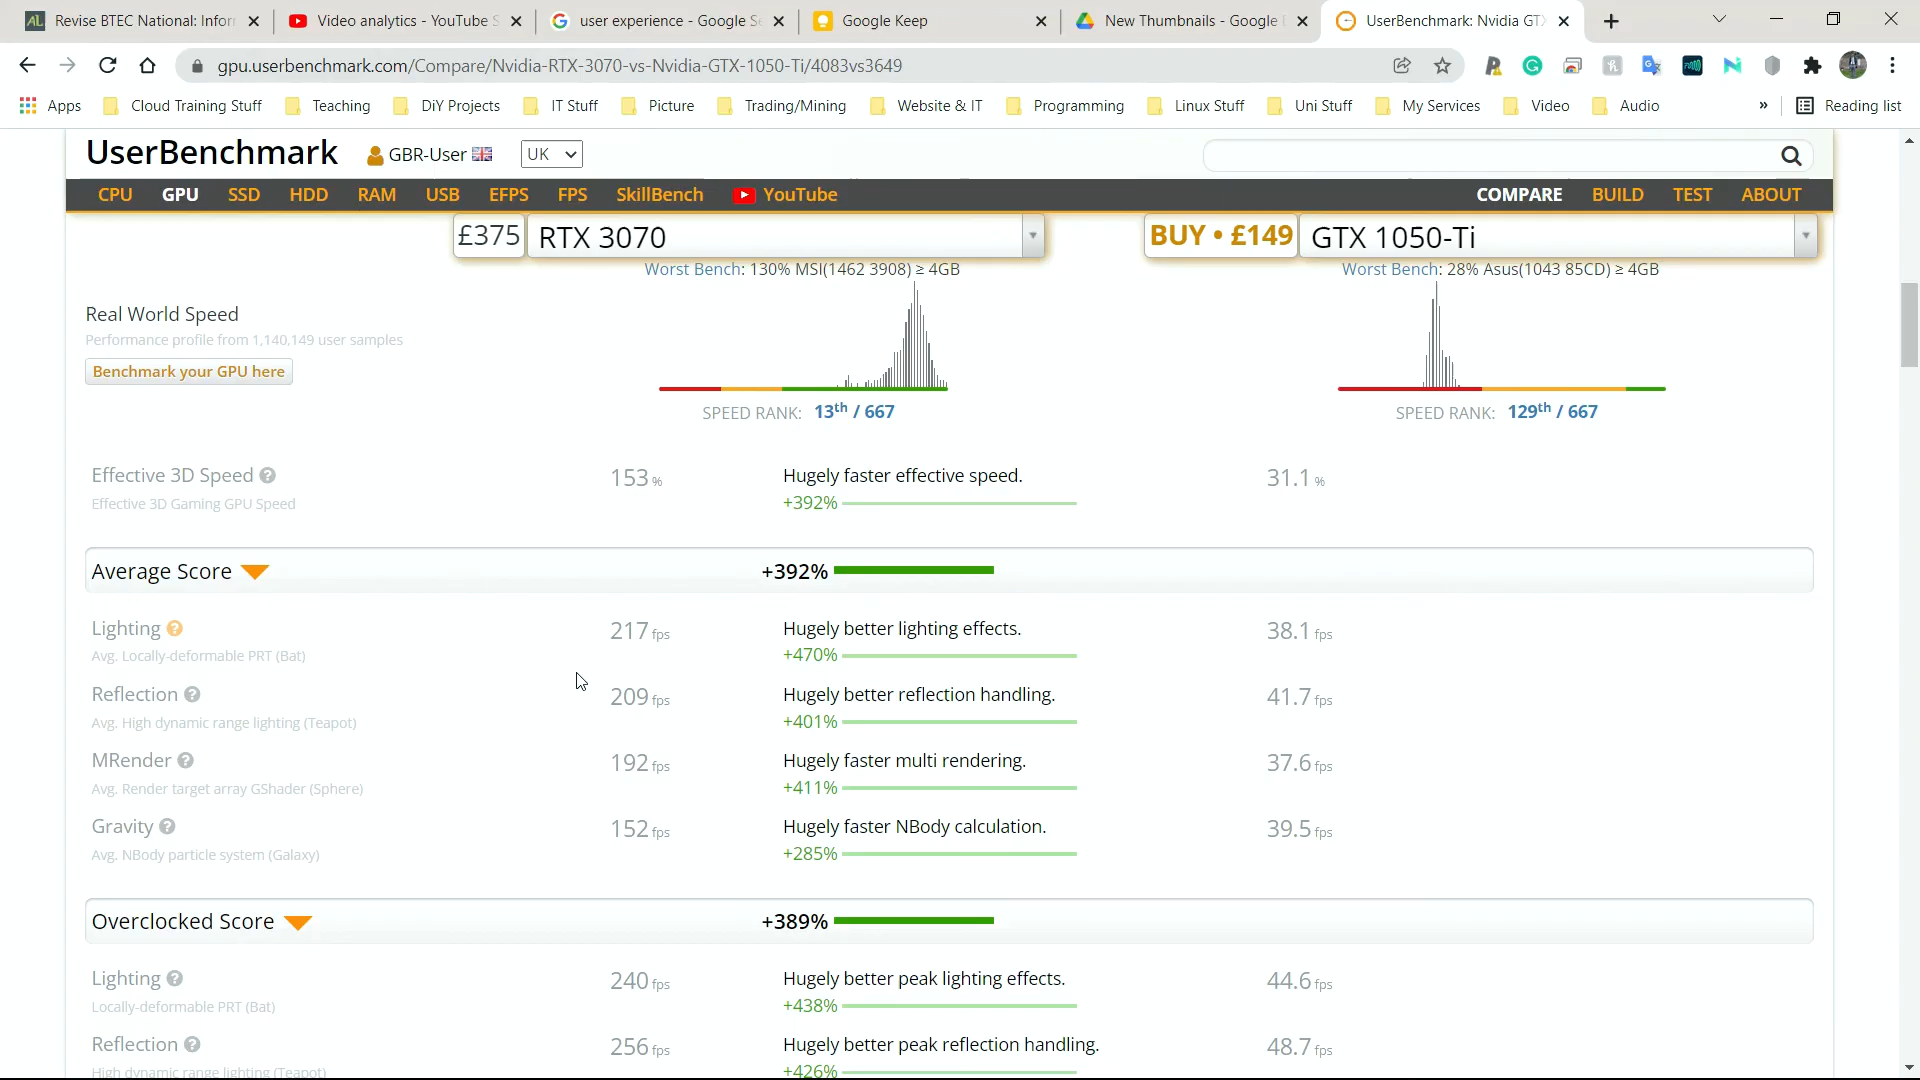 Revise BTEC National: Infor
Video analytics - YouTube S
user experience - Google Se
Google Keep
New Thumbnails - Google D
UserBenchmark: Nvidia GT
gpu.userbenchmark.com/Compare/Nvidia-RTX-3070-vs-Nvidia-GTX-1050-Ti/4083vs3649
Apps
Cloud Training Stuff
Teaching
DiY Projects
IT Stuff
Picture
Trading/Mining
Website & IT
Programming
Linux Stuff
Uni Stuff
My Services
Video
Audio
»
Reading list
UserBenchmark
GBR-User
UK
CPU GPU SSD HDD RAM USB EFPS FPS SkillBench YouTube COMPARE BUILD TEST ABOUT
£375 RTX 3070
BUY • £149 GTX 1050-Ti
Worst Bench: 130% MSI(1462 3908) ≥ 4GB
Worst Bench: 28% Asus(1043 85CD) ≥ 4GB
Real World Speed
Performance profile from 1,140,149 user samples
Benchmark your GPU here
SPEED RANK: 13th / 667
SPEED RANK: 129th / 667
Effective 3D Speed ? 153 % Hugely faster effective speed. 31.1 %
Effective 3D Gaming GPU Speed +392%
Average Score +392%
Lighting ? 217 fps Hugely better lighting effects. 38.1 fps
Avg. Locally-deformable PRT (Bat) +470%
Reflection ? 209 fps Hugely better reflection handling. 41.7 fps
Avg. High dynamic range lighting (Teapot) +401%
MRender ? 192 fps Hugely faster multi rendering. 37.6 fps
Avg. Render target array GShader (Sphere) +411%
Gravity ? 152 fps Hugely faster NBody calculation. 39.5 fps
Avg. NBody particle system (Galaxy) +285%
Overclocked Score +389%
Lighting ? 240 fps Hugely better peak lighting effects. 44.6 fps
Locally-deformable PRT (Bat) +438%
Reflection ? 256 fps Hugely better peak reflection handling. 48.7 fps
High dynamic range lighting (Teapot) +426%